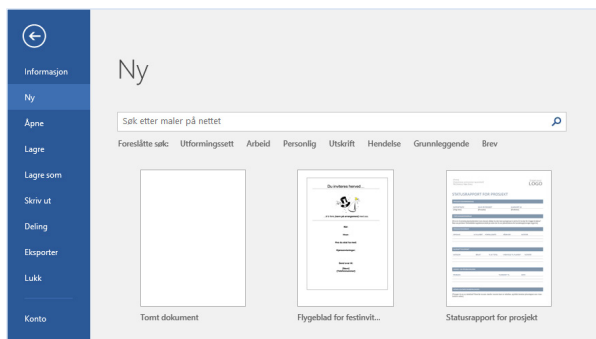 Informasjon
Ny
Åpne
Lagre
Lagre som
Skriv ut
Deling
Eksporter
Lukk
Konto
Ny
Søk etter maler på nettet
Foreslåtte søk: Utformingssett Arbeid Personlig Utskrift Hendelse Grunnleggende Brev
Du inviteres herved...
LOGO
STATUSRAPPORT FOR PROSJEKT
Tomt dokument
Flygeblad for festinvit...
Statusrapport for prosjekt